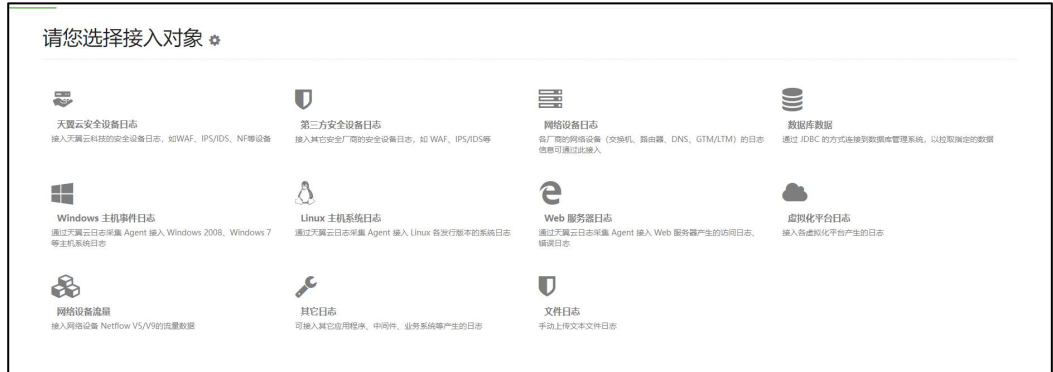 请您选择接入对象
天翼云安全设备日志
接入天翼云科技的安全设备日志，如WAF、IPS/IDS、NF等设备
第三方安全设备日志
接入其它安全厂商的安全设备日志，如 WAF、IPS/IDS等
网络设备日志
各厂商的网络设备（交换机、路由器、DNS、GTM/LTM）的日志
信息可通过此接入
数据库数据
通过 JDBC 的方式连接到数据库管理系统，以拉取指定的数据
Windows 主机事件日志
通过天翼云日志采集 Agent 接入 Windows 2008、Windows 7
等主机系统日志
Linux 主机系统日志
通过天翼云日志采集 Agent 接入 Linux 各发行版本的系统日志
Web 服务器日志
通过天翼云日志采集 Agent 接入 Web 服务器产生的访问日志、
错误日志
虚拟化平台日志
接入各虚拟化平台产生的日志
网络设备流量
接入网络设备 Netflow V5/V9的流量数据
其它日志
可接入其它应用程序、中间件、业务系统等产生的日志
文件日志
手动上传文本文件日志